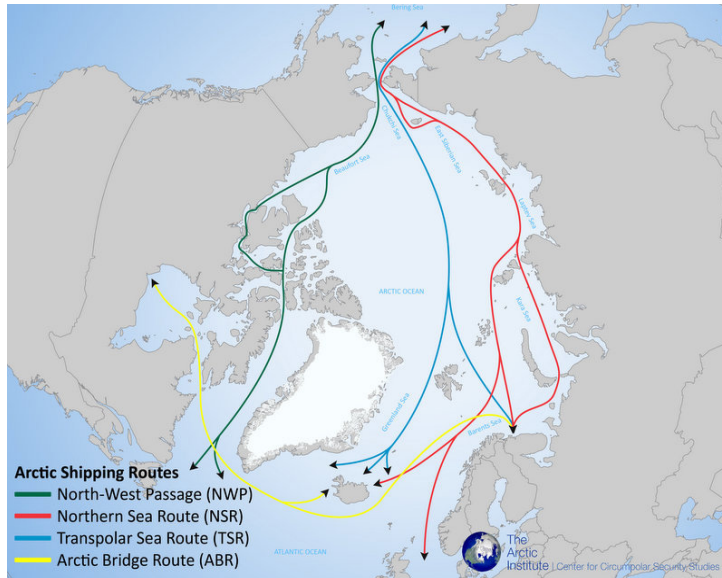 Bering Sea
Chukchi Sea
East Siberian Sea
Beaufort Sea
Laptev Sea
ARCTIC OCEAN
Kara Sea
Greenland Sea
Barents Sea
Arctic Shipping Routes
North-West Passage (NWP)
Northern Sea Route (NSR)
Transpolar Sea Route (TSR)
Arctic Bridge Route (ABR)
ATLANTIC OCEAN
The
Arctic
Institute | Center for Circumpolar Security Studies